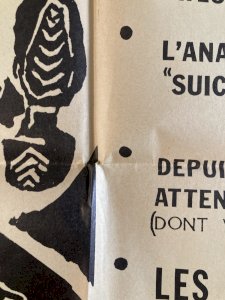 L'ANA
"SUIC
DEPUI
ATTEN
(DONT
LES